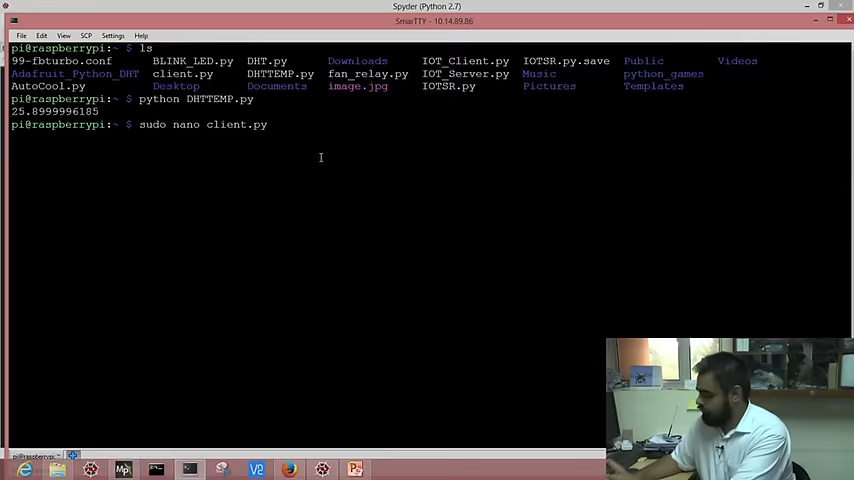 Spyder (Python 2.7)
SmarTTY - 10.14.89.86
File Edit View SCP Settings Help
pi@raspberrypi:~ $ ls
99-fbturbo.conf BLINK_LED.py DHT.py Downloads IOT_Client.py IOTSR.py.save Public Videos
Adafruit_Python_DHT client.py DHTTEMP.py fan_relay.py IOT_Server.py Music python_games
AutoCool.py Desktop Documents image.jpg IOTSR.py Pictures Templates
pi@raspberrypi:~ $ python DHTTEMP.py
25.8999996185
pi@raspberrypi:~ $ sudo nano client.py
pi@raspberrypi: ~